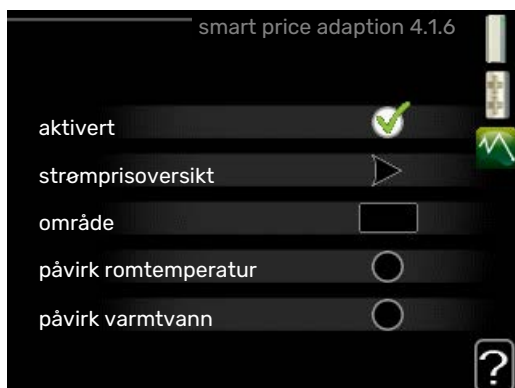 smart price adaption 4.1.6
aktivert
strømprisoversikt
område
påvirk romtemperatur
påvirk varmtvann
?